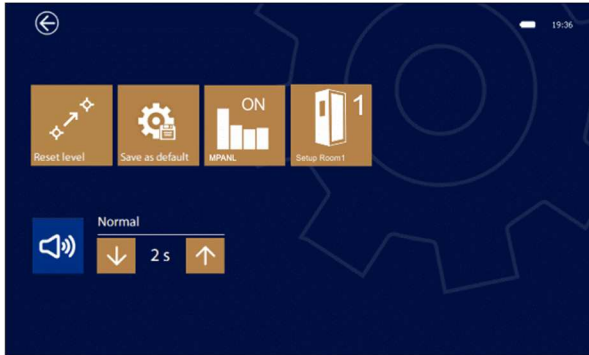 19:36
ON
1
Reset level
Save as default
MPANL
Setup Room1
Normal
2 s